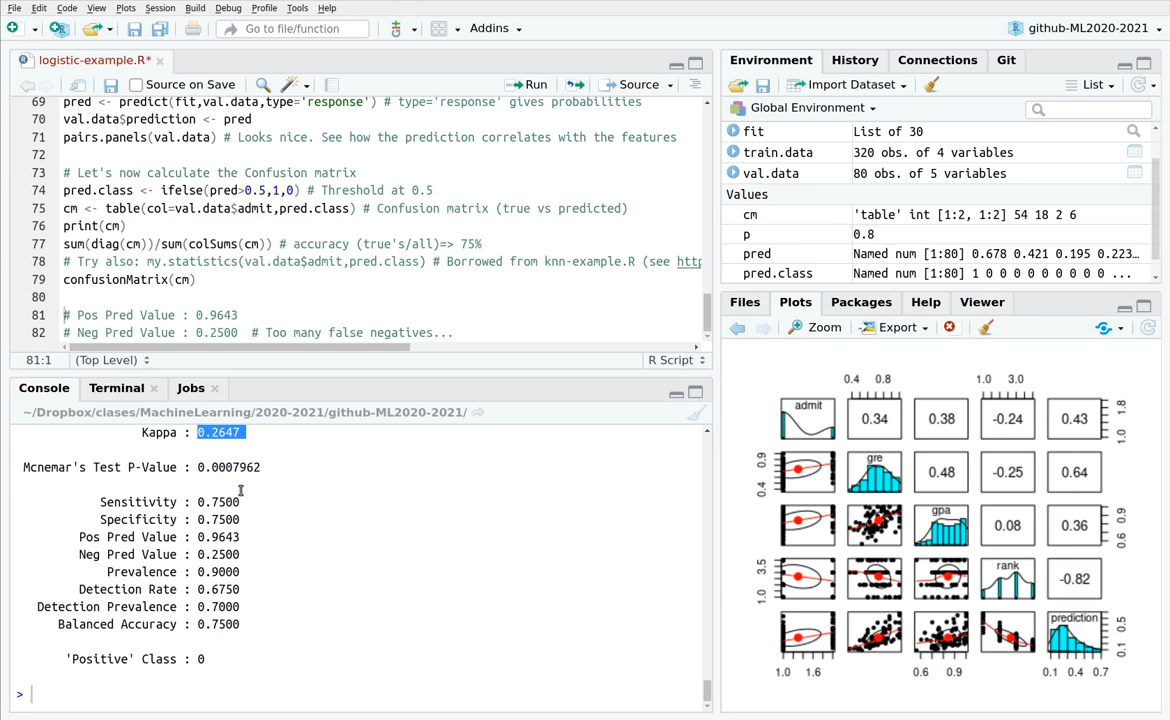 File Edit Code View Plots Session Build Debug Profile Tools Help
Go to file/function Addins github-ML2020-2021
logistic-example.R*
Source on Save Run Source
69 pred <- predict(fit,val.data,type='response') # type='response' gives probabilities
70 val.data$prediction <- pred
71 pairs.panels(val.data) # Looks nice. See how the prediction correlates with the features
72
73 # Let's now calculate the Confusion matrix
74 pred.class <- ifelse(pred>0.5,1,0) # Threshold at 0.5
75 cm <- table(col=val.data$admit,pred.class) # Confusion matrix (true vs predicted)
76 print(cm)
77 sum(diag(cm))/sum(colSums(cm)) # accuracy (true's/all)=> 75%
78 # Try also: my.statistics(val.data$admit,pred.class) # Borrowed from knn-example.R (see http
79 confusionMatrix(cm)
80
81 # Pos Pred Value : 0.9643
82 # Neg Pred Value : 0.2500 # Too many false negatives...
81:1 (Top Level) R Script
Console Terminal Jobs
~/Dropbox/clases/MachineLearning/2020-2021/github-ML2020-2021/
Kappa : 0.2647
Mcnemar's Test P-Value : 0.0007962
Sensitivity : 0.7500
Specificity : 0.7500
Pos Pred Value : 0.9643
Neg Pred Value : 0.2500
Prevalence : 0.9000
Detection Rate : 0.6750
Detection Prevalence : 0.7000
Balanced Accuracy : 0.7500
'Positive' Class : 0
>
Environment History Connections Git
Import Dataset List
Global Environment
fit List of 30
train.data 320 obs. of 4 variables
val.data 80 obs. of 5 variables
Values
cm 'table' int [1:2, 1:2] 54 18 2 6
p 0.8
pred Named num [1:80] 0.678 0.421 0.195 0.223…
pred.class Named num [1:80] 1 0 0 0 0 0 0 0 0 0 ...
Files Plots Packages Help Viewer
Zoom Export
0.4 0.8 1.0 3.0
admit 0.34 0.38 -0.24 0.43 1.0 1.8
0.4 0.9 gre 0.48 -0.25 0.64
gpa 0.08 0.36 0.6 0.9
1.0 3.5 rank -0.82
prediction 0.1 0.5
1.0 1.6 0.6 0.9 0.1 0.4 0.7